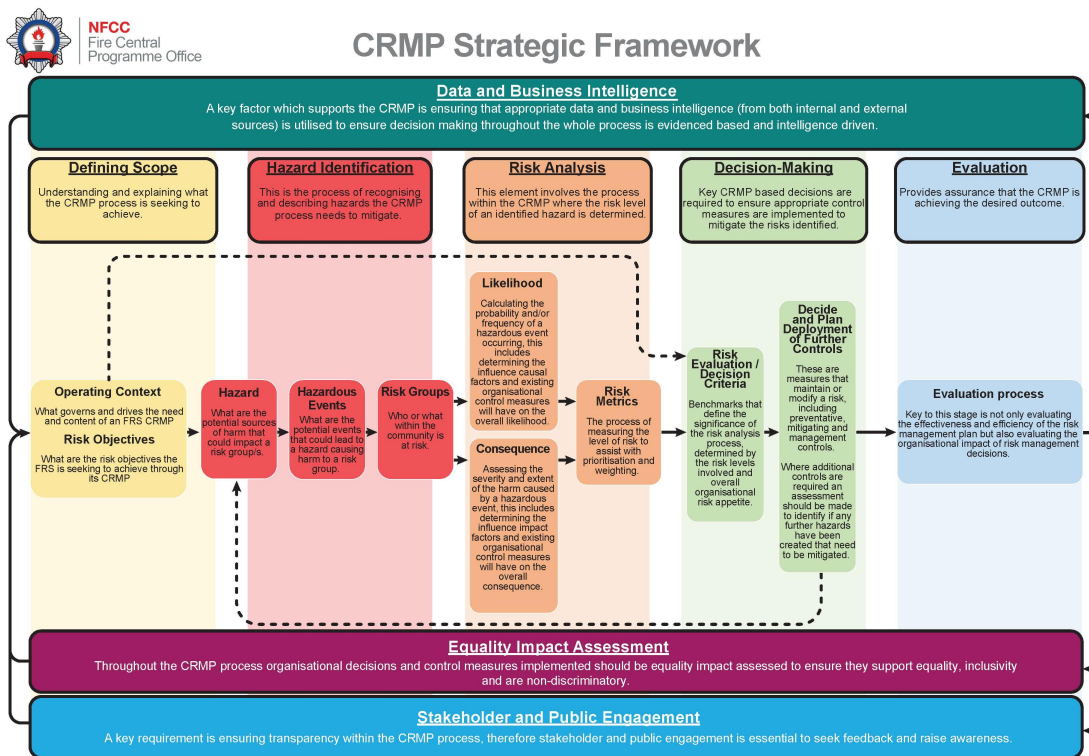 NFCC
Fire Central
Programme Office
CRMP Strategic Framework
Data and Business Intelligence
A key factor which supports the CRMP is ensuring that appropriate data and business intelligence (from both internal and external
sources) is utilised to ensure decision making throughout the whole process is evidenced based and intelligence driven.
Defining Scope
Understanding and explaining what
the CRMP process is seeking to
achieve.
Hazard Identification
This is the process of recognising
and describing hazards the CRMP
process needs to mitigate.
Risk Analysis
This element involves the process
within the CRMP where the risk level
of an identified hazard is determined.
Decision-Making
Key CRMP based decisions are
required to ensure appropriate control
measures are implemented to
mitigate the risks identified.
Evaluation
Provides assurance that the CRMP is
achieving the desired outcome.
Operating Context
What governs and drives the need
and content of an FRS CRMP
Risk Objectives
What are the risk objectives the FRS
is seeking to achieve through
its CRMP
Hazard
What are the
potential sources
of harm that
could impact a
risk group/s.
Hazardous
Events
What are the
potential events
that could lead to
a hazard causing
harm to a risk
group.
Risk Groups
Who or what
within the
community is
at risk.
Likelihood
Calculating the
probability and/or
frequency of a
hazardous event
occurring, this
includes
determining the
influence causal
factors and existing
organisational
control measures
will have on the
overall likelihood.
Consequence
Assessing the
severity and extent
of the harm caused
by a hazardous
event, this includes
determining the
influence impact
factors and existing
organisational
control measures
will have on the
overall
consequence.
Risk
Metrics
The process of
measuring the
level of risk to
assist with
prioritisation and
weighting.
Risk
Evaluation /
Decision
Criteria
Benchmarks that
define the
significance of
the risk analysis
process,
determined by
the risk levels
involved and
overall
organisational
risk appetite.
Decide
and Plan
Deployment
of Further
Controls
These are
measures that
maintain or
modify a risk,
including
preventative,
mitigating and
management
controls.
Where additional
controls are
required an
assessment
should be made
to identify if any
further hazards
have been
created that need
to be mitigated.
Evaluation process
Key to this stage is not only evaluating
the effectiveness and efficiency of the risk
management plan but also evaluating the
organisational impact of risk management
decisions.
Equality Impact Assessment
Throughout the CRMP process organisational decisions and control measures implemented should be equality impact assessed to ensure they support equality, inclusivity
and are non-discriminatory.
Stakeholder and Public Engagement
A key requirement is ensuring transparency within the CRMP process, therefore stakeholder and public engagement is essential to seek feedback and raise awareness.